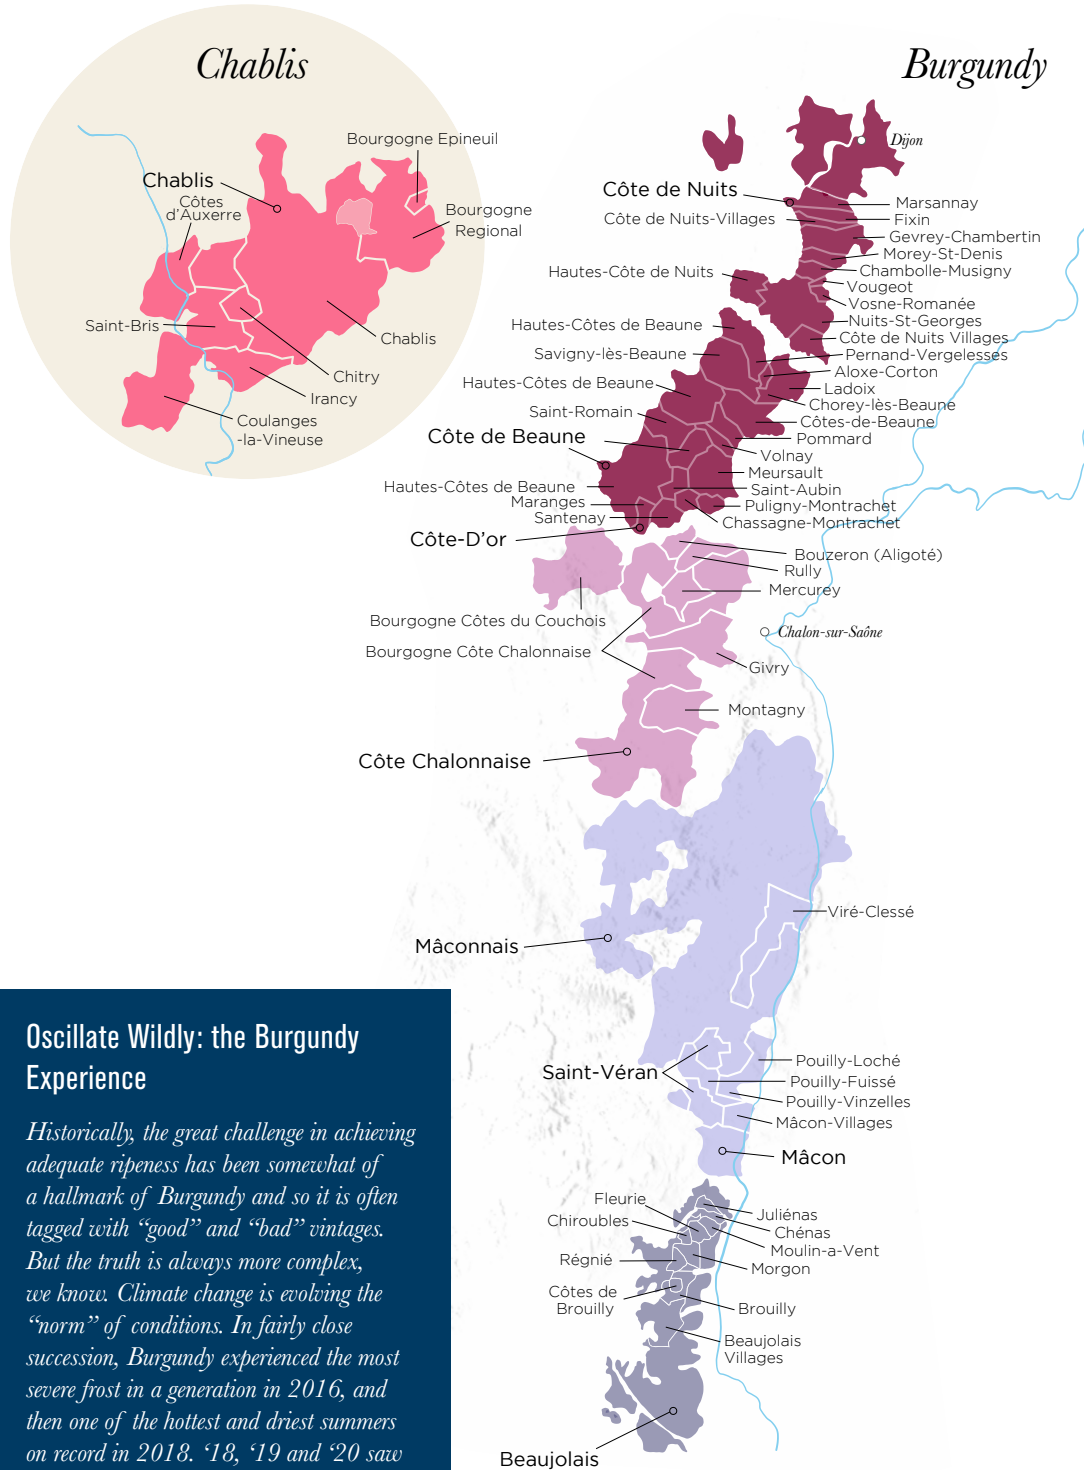 Chablis
Burgundy
Bourgogne Epineuil
Chablis
Côtes
d'Auxerre
Bourgogne
Regional
Saint-Bris
Chablis
Chitry
Irancy
Coulanges
-la-Vineuse
Dijon
Côte de Nuits
Marsannay
Côte de Nuits-Villages
Fixin
Gevrey-Chambertin
Morey-St-Denis
Hautes-Côte de Nuits
Chambolle-Musigny
Vougeot
Vosne-Romanée
Nuits-St-Georges
Hautes-Côtes de Beaune
Côte de Nuits Villages
Savigny-lès-Beaune
Pernand-Vergelesses
Aloxe-Corton
Hautes-Côtes de Beaune
Ladoix
Chorey-lès-Beaune
Saint-Romain
Côtes-de-Beaune
Côte de Beaune
Pommard
Volnay
Meursault
Hautes-Côtes de Beaune
Saint-Aubin
Maranges
Puligny-Montrachet
Santenay
Chassagne-Montrachet
Côte-D'or
Bouzeron (Aligoté)
Rully
Mercurey
Bourgogne Côtes du Couchois
Chalon-sur-Saône
Bourgogne Côte Chalonnaise
Givry
Montagny
Côte Chalonnaise
Viré-Clessé
Mâconnais
Saint-Véran
Pouilly-Loché
Pouilly-Fuissé
Pouilly-Vinzelles
Mâcon-Villages
Mâcon
Fleurie
Juliénas
Chiroubles
Chénas
Moulin-a-Vent
Régnié
Morgon
Côtes de
Brouilly
Brouilly
Beaujolais
Villages
Beaujolais
Oscillate Wildly: the Burgundy
Experience
Historically, the great challenge in achieving
adequate ripeness has been somewhat of
a hallmark of Burgundy and so it is often
tagged with “good” and “bad” vintages.
But the truth is always more complex,
we know. Climate change is evolving the
“norm” of conditions. In fairly close
succession, Burgundy experienced the most
severe frost in a generation in 2016, and
then one of the hottest and driest summers
on record in 2018. ‘18, ‘19 and ‘20 saw